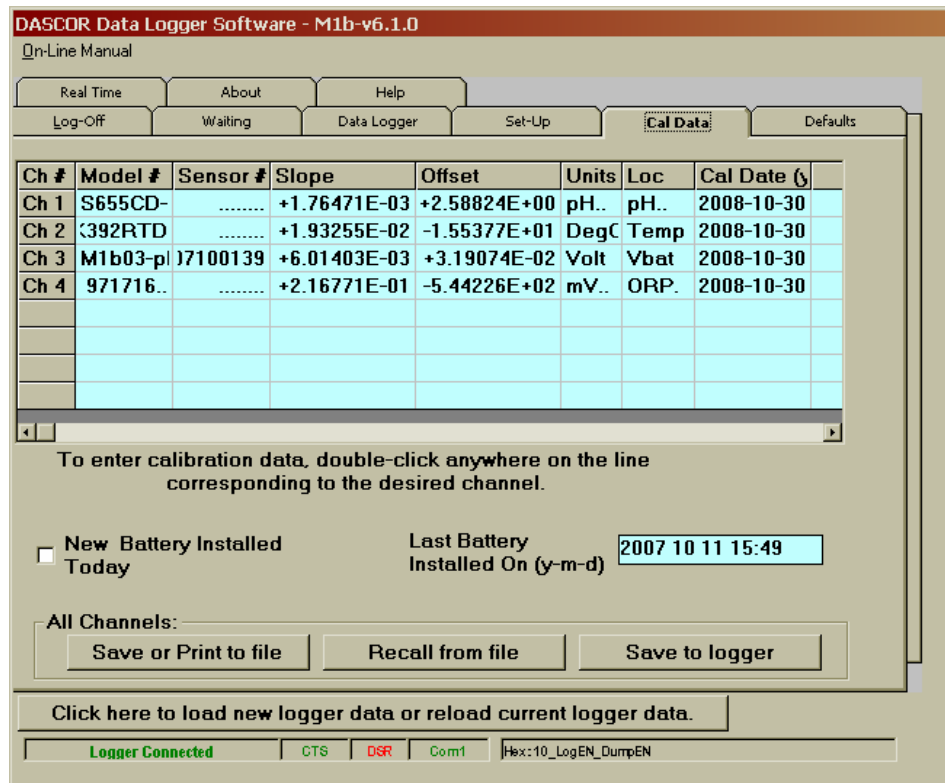 DASCOR Data Logger Software - M1b-v6.1.0
On-Line Manual
Real Time About Help
Log-Off Waiting Data Logger Set-Up Cal Data Defaults
Ch # Model # Sensor # Slope Offset Units Loc Cal Date (y
Ch 1 S655CD- ........ +1.76471E-03 +2.58824E+00 pH.. pH.. 2008-10-30
Ch 2 392RTD ........ +1.93255E-02 -1.55377E+01 DegC Temp 2008-10-30
Ch 3 M1b03-pl 7100139 +6.01403E-03 +3.19074E-02 Volt Vbat 2008-10-30
Ch 4 971716.. ........ +2.16771E-01 -5.44226E+02 mV.. ORP. 2008-10-30
To enter calibration data, double-click anywhere on the line
corresponding to the desired channel.
New Battery Installed
Today
Last Battery
Installed On (y-m-d)
2007 10 11 15:49
All Channels:
Save or Print to file Recall from file Save to logger
Click here to load new logger data or reload current logger data.
Logger Connected CTS DSR Com1 Hex:10_LogEN_DumpEN